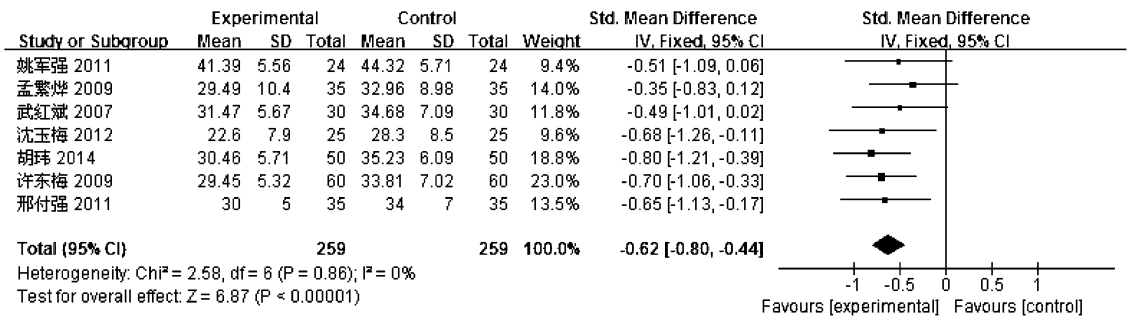 Experimental Control Std. Mean Difference Std. Mean Difference
Study or Subgroup Mean SD Total Mean SD Total Weight IV, Fixed, 95% CI IV, Fixed, 95% CI
姚军强 2011 41.39 5.56 24 44.32 5.71 24 9.4% -0.51 [-1.09, 0.06]
孟繁烨 2009 29.49 10.4 35 32.96 8.98 35 14.0% -0.35 [-0.83, 0.12]
武红斌 2007 31.47 5.67 30 34.68 7.09 30 11.8% -0.49 [-1.01, 0.02]
沈玉梅 2012 22.6 7.9 25 28.3 8.5 25 9.6% -0.68 [-1.26, -0.11]
胡玮 2014 30.46 5.71 50 35.23 6.09 50 18.8% -0.80 [-1.21, -0.39]
许东梅 2009 29.45 5.32 60 33.81 7.02 60 23.0% -0.70 [-1.06, -0.33]
邢付强 2011 30 5 35 34 7 35 13.5% -0.65 [-1.13, -0.17]
Total (95% CI) 259 259 100.0% -0.62 [-0.80, -0.44]
Heterogeneity: Chi² = 2.58, df = 6 (P = 0.86); I² = 0%
Test for overall effect: Z = 6.87 (P < 0.00001)
-1 -0.5 0 0.5 1
Favours [experimental] Favours [control]